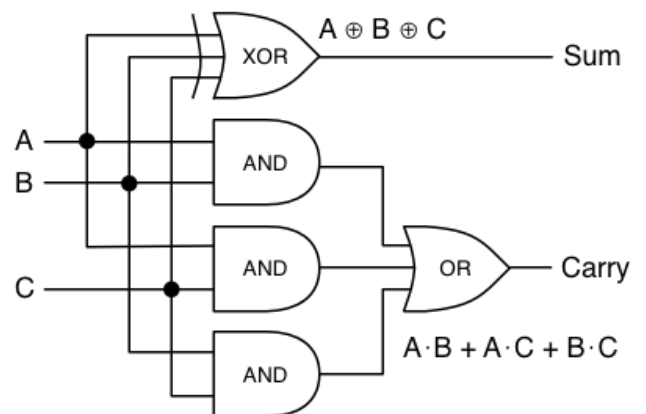 A ⊕ B ⊕ C
XOR
Sum
A
AND
B
AND
C
OR
Carry
A·B + A·C + B·C
AND